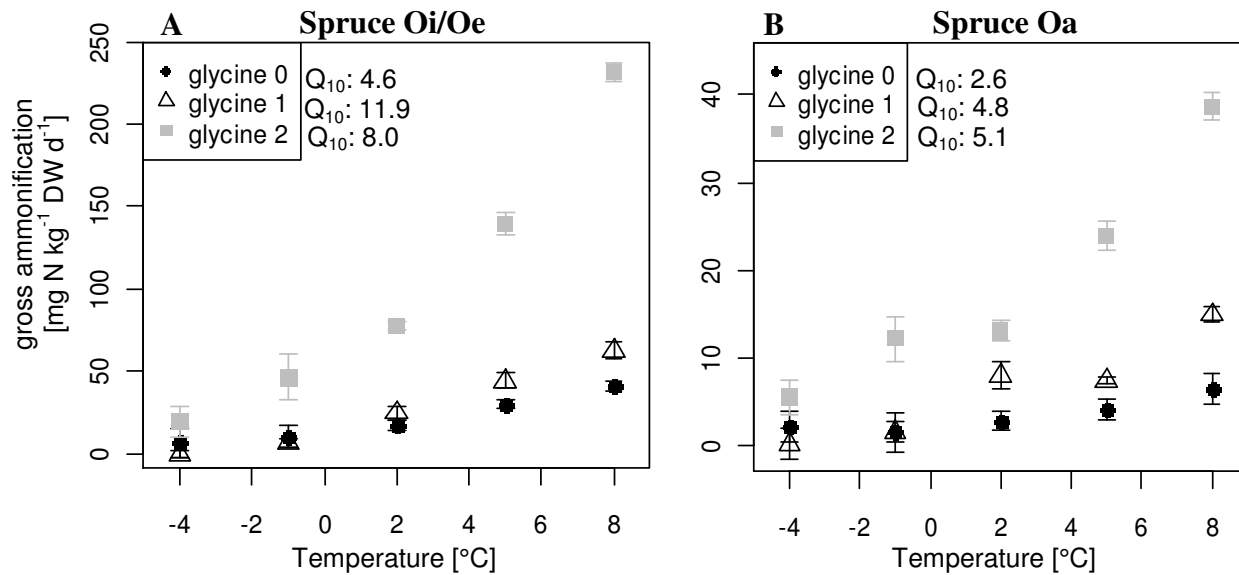 A Spruce Oi/Oe
glycine 0 Q10: 4.6
glycine 1 Q10: 11.9
glycine 2 Q10: 8.0
gross ammonification
[mg N kg-1 DW d-1]
250
200
150
100
50
0
-4 -2 0 2 4 6 8
Temperature [°C]
B Spruce Oa
glycine 0 Q10: 2.6
glycine 1 Q10: 4.8
glycine 2 Q10: 5.1
40
30
20
10
0
-4 -2 0 2 4 6 8
Temperature [°C]